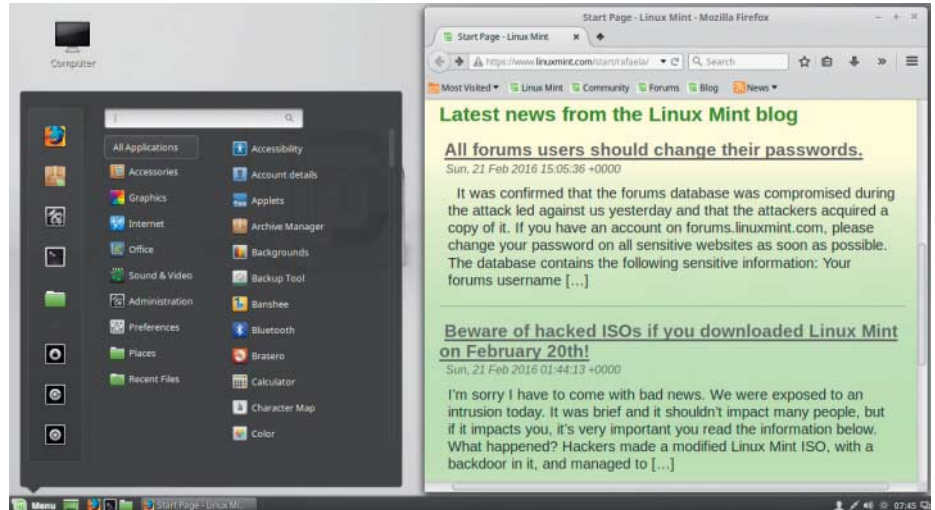 Computer
All Applications
Accessories
Graphics
Internet
Office
Sound & Video
Administration
Preferences
Places
Recent Files
Accessibility
Account details
Applets
Archive Manager
Backgrounds
Backup Tool
Banshee
Bluetooth
Brasero
Calculator
Character Map
Color
Start Page - Linux Mint - Mozilla Firefox
Start Page - Linux Mint
https://www.linuxmint.com/start/rafaela/
Search
Most Visited
Linux Mint
Community
Forums
Blog
News
Latest news from the Linux Mint blog
All forums users should change their passwords.
Sun, 21 Feb 2016 15:05:36 +0000
It was confirmed that the forums database was compromised during
the attack led against us yesterday and that the attackers acquired a
copy of it. If you have an account on forums.linuxmint.com, please
change your password on all sensitive websites as soon as possible.
The database contains the following sensitive information: Your
forums username […]
Beware of hacked ISOs if you downloaded Linux Mint
on February 20th!
Sun, 21 Feb 2016 01:44:13 +0000
I'm sorry I have to come with bad news. We were exposed to an
intrusion today. It was brief and it shouldn't impact many people, but
if it impacts you, it's very important you read the information below.
What happened? Hackers made a modified Linux Mint ISO, with a
backdoor in it, and managed to […]
Menu
Start Page - Linux Mi...
07:45